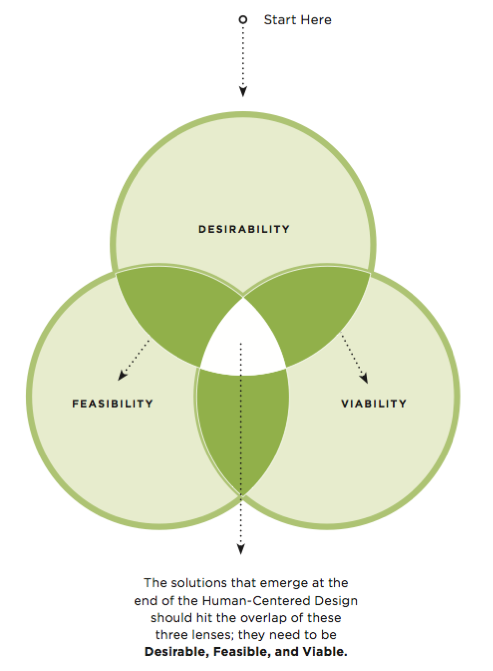 Start Here
DESIRABILITY
FEASIBILITY
VIABILITY
The solutions that emerge at the
end of the Human-Centered Design
should hit the overlap of these
three lenses; they need to be
Desirable, Feasible, and Viable.